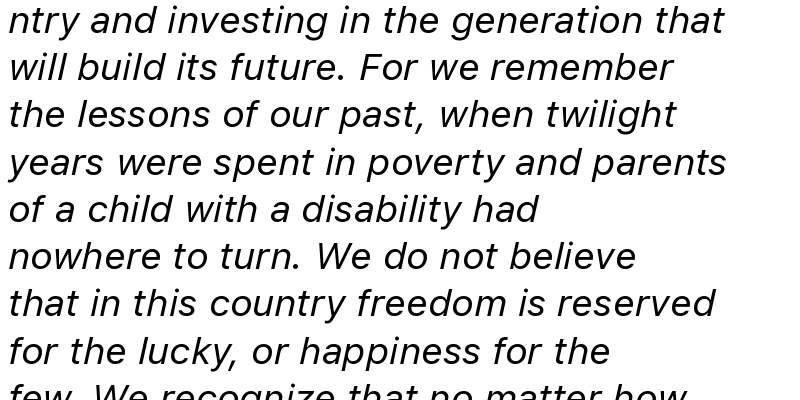 ntry and investing in the generation that
will build its future. For we remember
the lessons of our past, when twilight
years were spent in poverty and parents
of a child with a disability had
nowhere to turn. We do not believe
that in this country freedom is reserved
for the lucky, or happiness for the
few. We recognize that no matter how